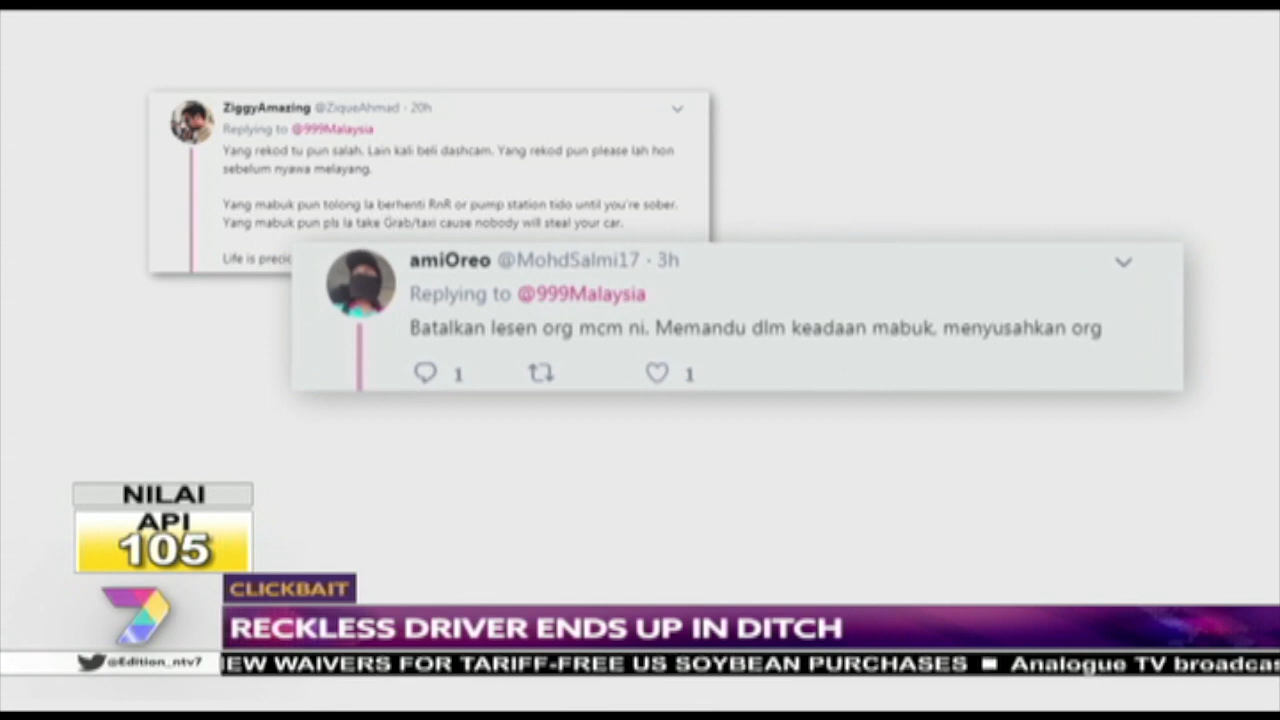 ZiggyAmazing @ZiqueAhmad · 20h
Replying to @999Malaysia
Yang rekod tu pun salah. Lain kali beli dashcam. Yang rekod pun please lah hon
sebelum nyawa melayang.
Yang mabuk pun tolong la berhenti RnR or pump station tido until you're sober.
Yang mabuk pun pls la take Grab/taxi cause nobody will steal your car.
Life is
amiOreo @MohdSalmi17 · 3h
Replying to @999Malaysia
Batalkan lesen org mcm ni. Memandu dlm keadaan mabuk. menyusahkan org
1 1
NILAI
API
105
7
CLICKBAIT
RECKLESS DRIVER ENDS UP IN DITCH
@Edition_ntv7
WAIVERS FOR TARIFF-FREE US SOYBEAN PURCHASES ■ Analogue TV